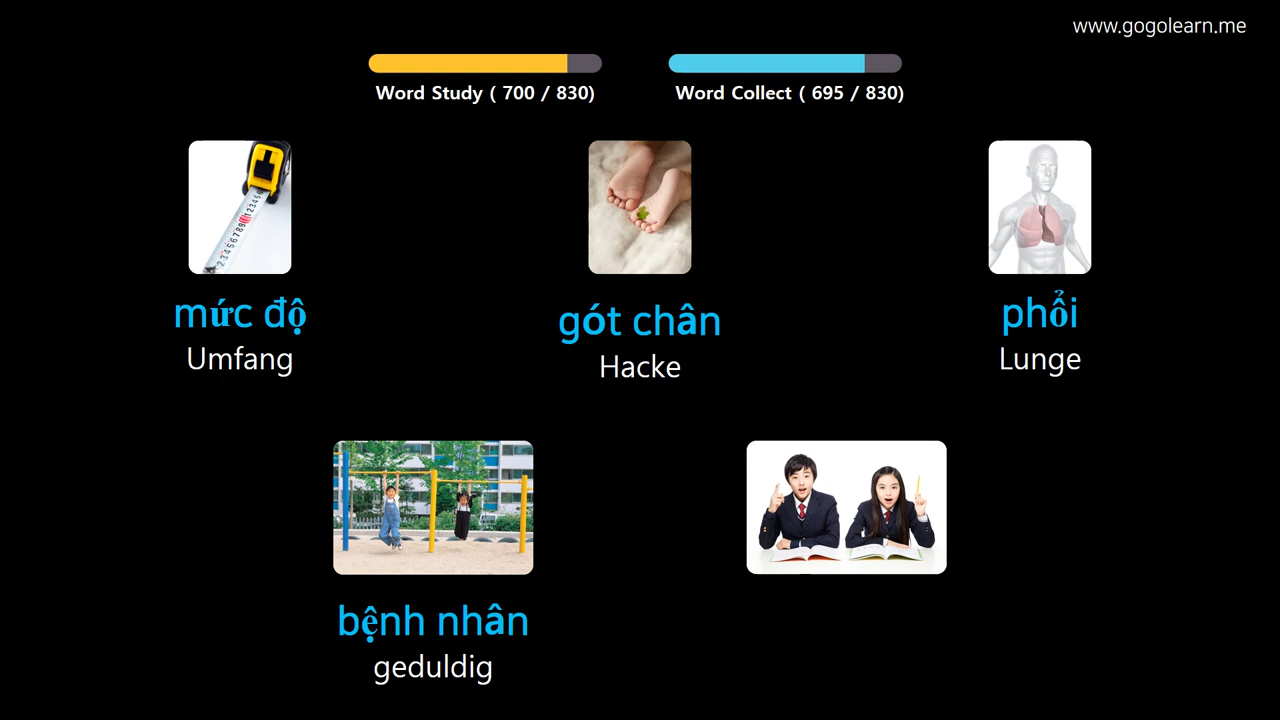 www.gogolearn.me
Word Study ( 700 / 830)
Word Collect ( 695 / 830)
mức độ
Umfang
gót chân
Hacke
phổi
Lunge
bệnh nhân
geduldig